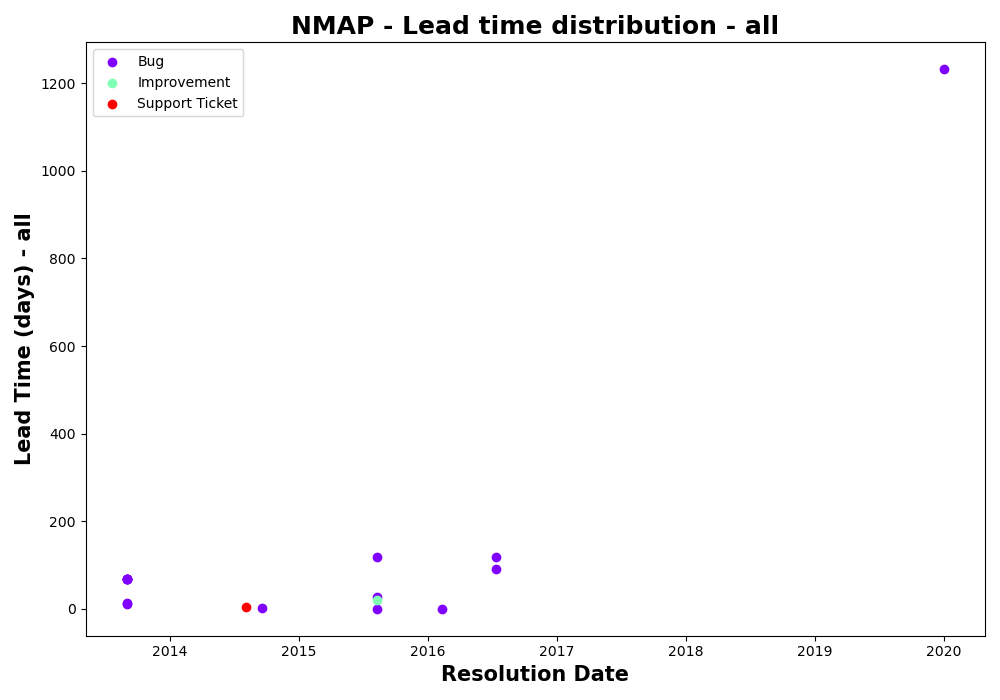 NMAP - Lead time distribution - all
Bug
Improvement
Support Ticket
Lead Time (days) - all
1200
1000
800
600
400
200
0
2014 2015 2016 2017 2018 2019 2020
Resolution Date